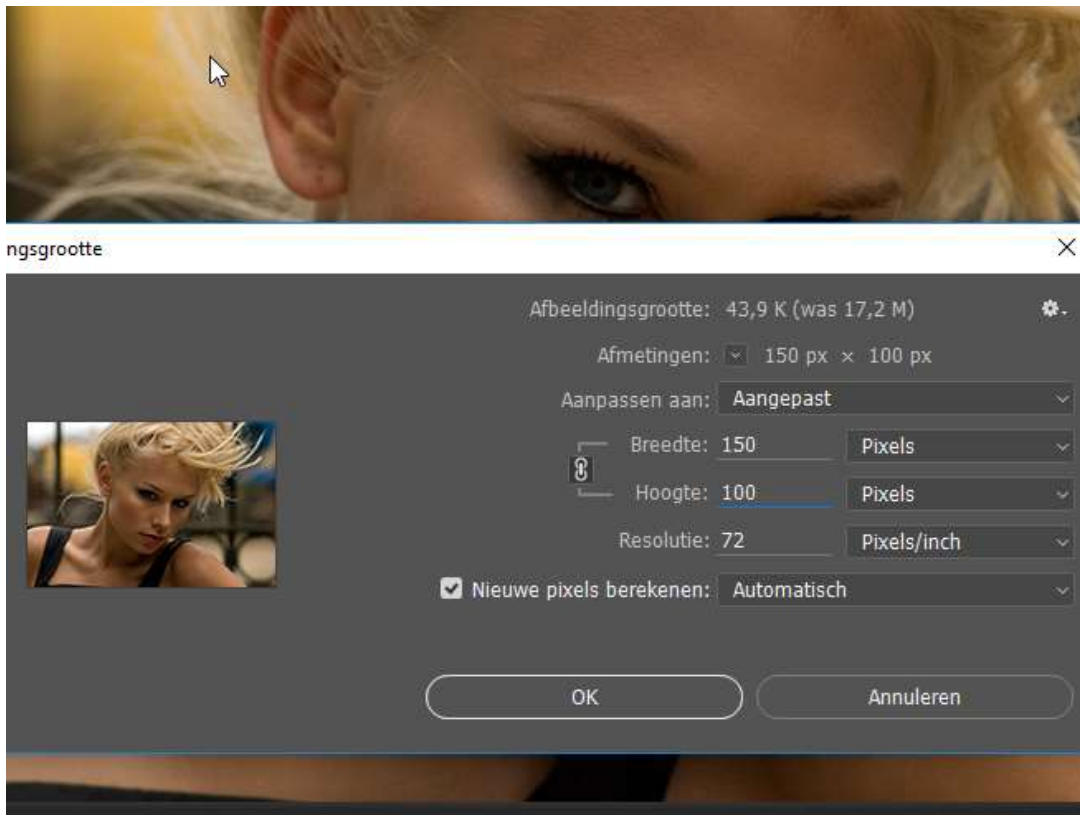 ngsgrootte
Afbeeldingsgrootte: 43,9 K (was 17,2 M)
Afmetingen: 150 px × 100 px
Aanpassen aan: Aangepast
Breedte: 150 Pixels
Hoogte: 100 Pixels
Resolutie: 72 Pixels/inch
Nieuwe pixels berekenen: Automatisch
OK Annuleren